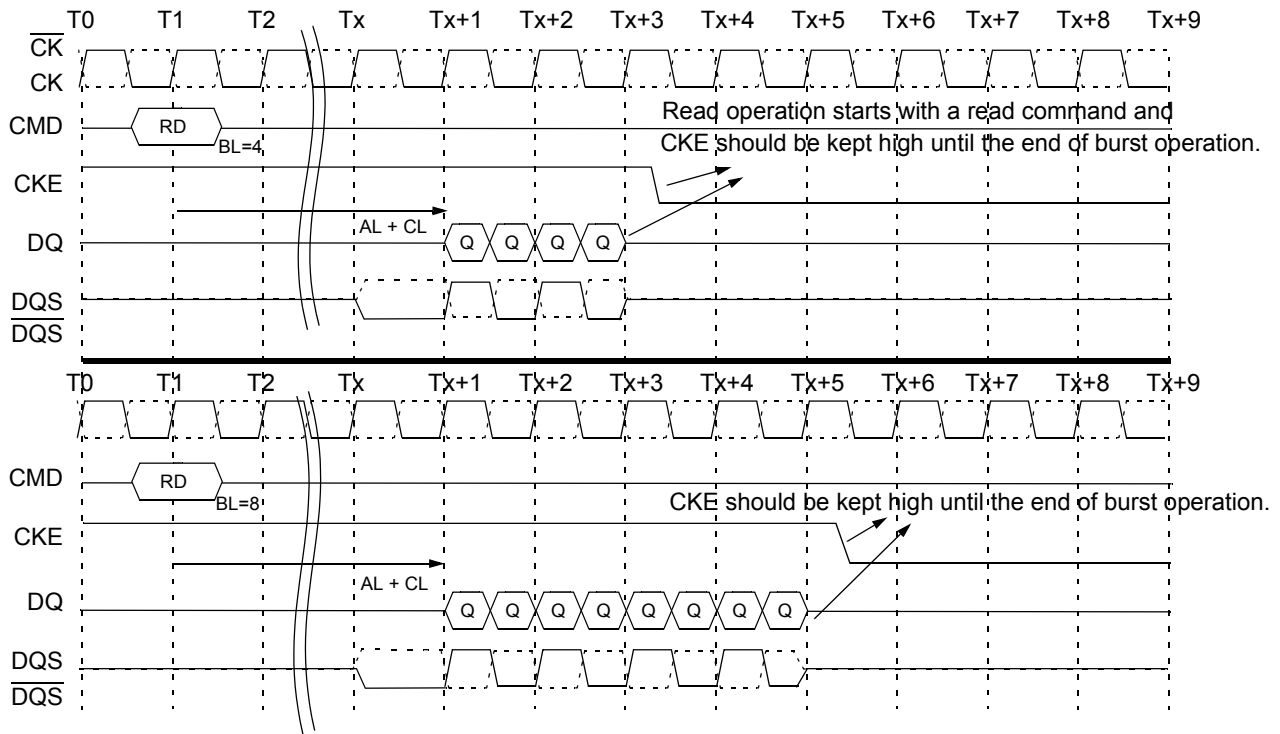 T0 T1 T2 Tx Tx+1 Tx+2 Tx+3 Tx+4 Tx+5 Tx+6 Tx+7 Tx+8 Tx+9
CK
CK
Read operation starts with a read command and
CMD RD BL=4
CKE should be kept high until the end of burst operation.
CKE
AL + CL
DQ Q Q Q Q
DQS
DQS
T0 T1 T2 Tx Tx+1 Tx+2 Tx+3 Tx+4 Tx+5 Tx+6 Tx+7 Tx+8 Tx+9
CMD RD BL=8
CKE should be kept high until the end of burst operation.
CKE
AL + CL
DQ Q Q Q Q Q Q Q Q
DQS
DQS